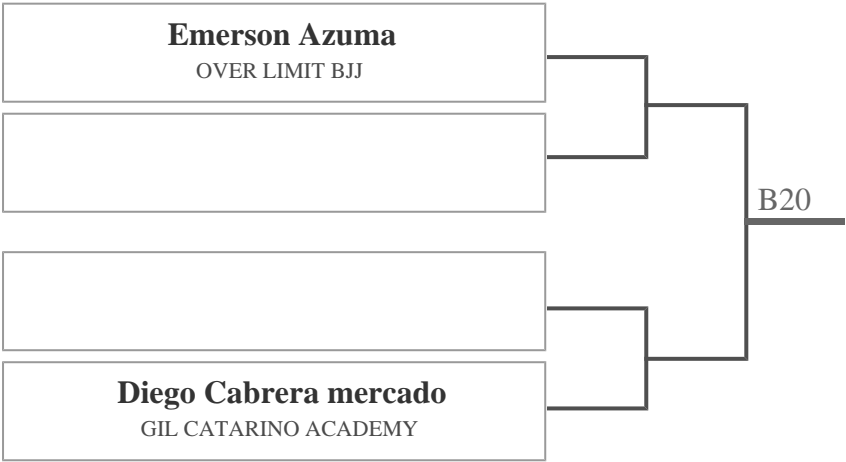 Emerson Azuma
OVER LIMIT BJJ
B20
Diego Cabrera mercado
GIL CATARINO ACADEMY